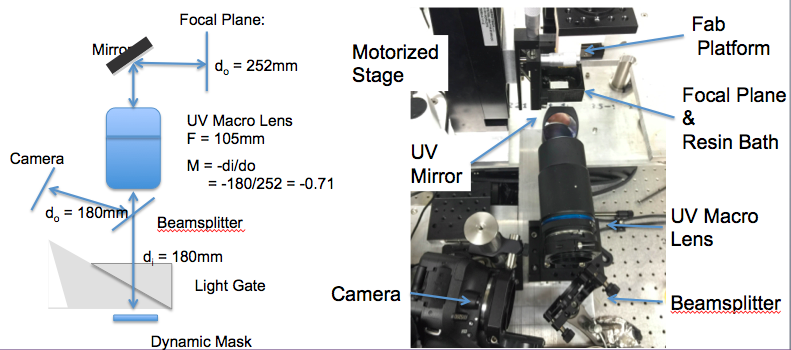 Focal Plane:
Mirror
dₒ = 252mm
UV Macro Lens
F = 105mm
M = -di/do
= -180/252 = -0.71
Camera
dₒ = 180mm
Beamsplitter
dᵢ = 180mm
Light Gate
Dynamic Mask
Motorized
Stage
Fab
Platform
Focal Plane
&
Resin Bath
UV
Mirror
UV Macro
Lens
Camera
Beamsplitter